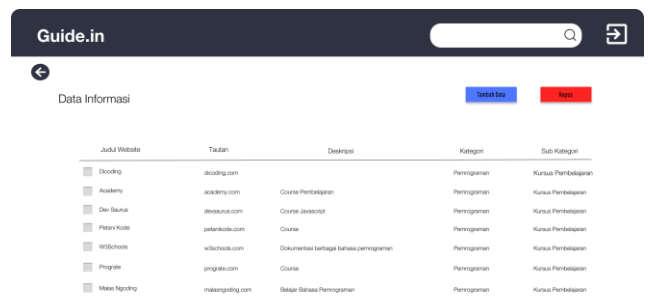 Guide.in
Data Informasi
Tambah Data Hapus
Judul Website Tautan Deskripsi Kategori Sub Kategori
Dicoding dicoding.com Pemrograman Kursus Pembelajaran
Academy academy.com Course Pembelajaran Pemrograman Kursus Pembelajaran
Dev Saurus devsaurus.com Course Javascript Pemrograman Kursus Pembelajaran
Petani Kode petanikode.com Course Pemrograman Kursus Pembelajaran
W3Schools w3schools.com Dokumentasi berbagai bahasa pemrograman Pemrograman Kursus Pembelajaran
Progate progate.com Course Pemrograman Kursus Pembelajaran
Malas Ngoding malasngoding.com Belajar Bahasa Pemrograman Pemrograman Kursus Pembelajaran